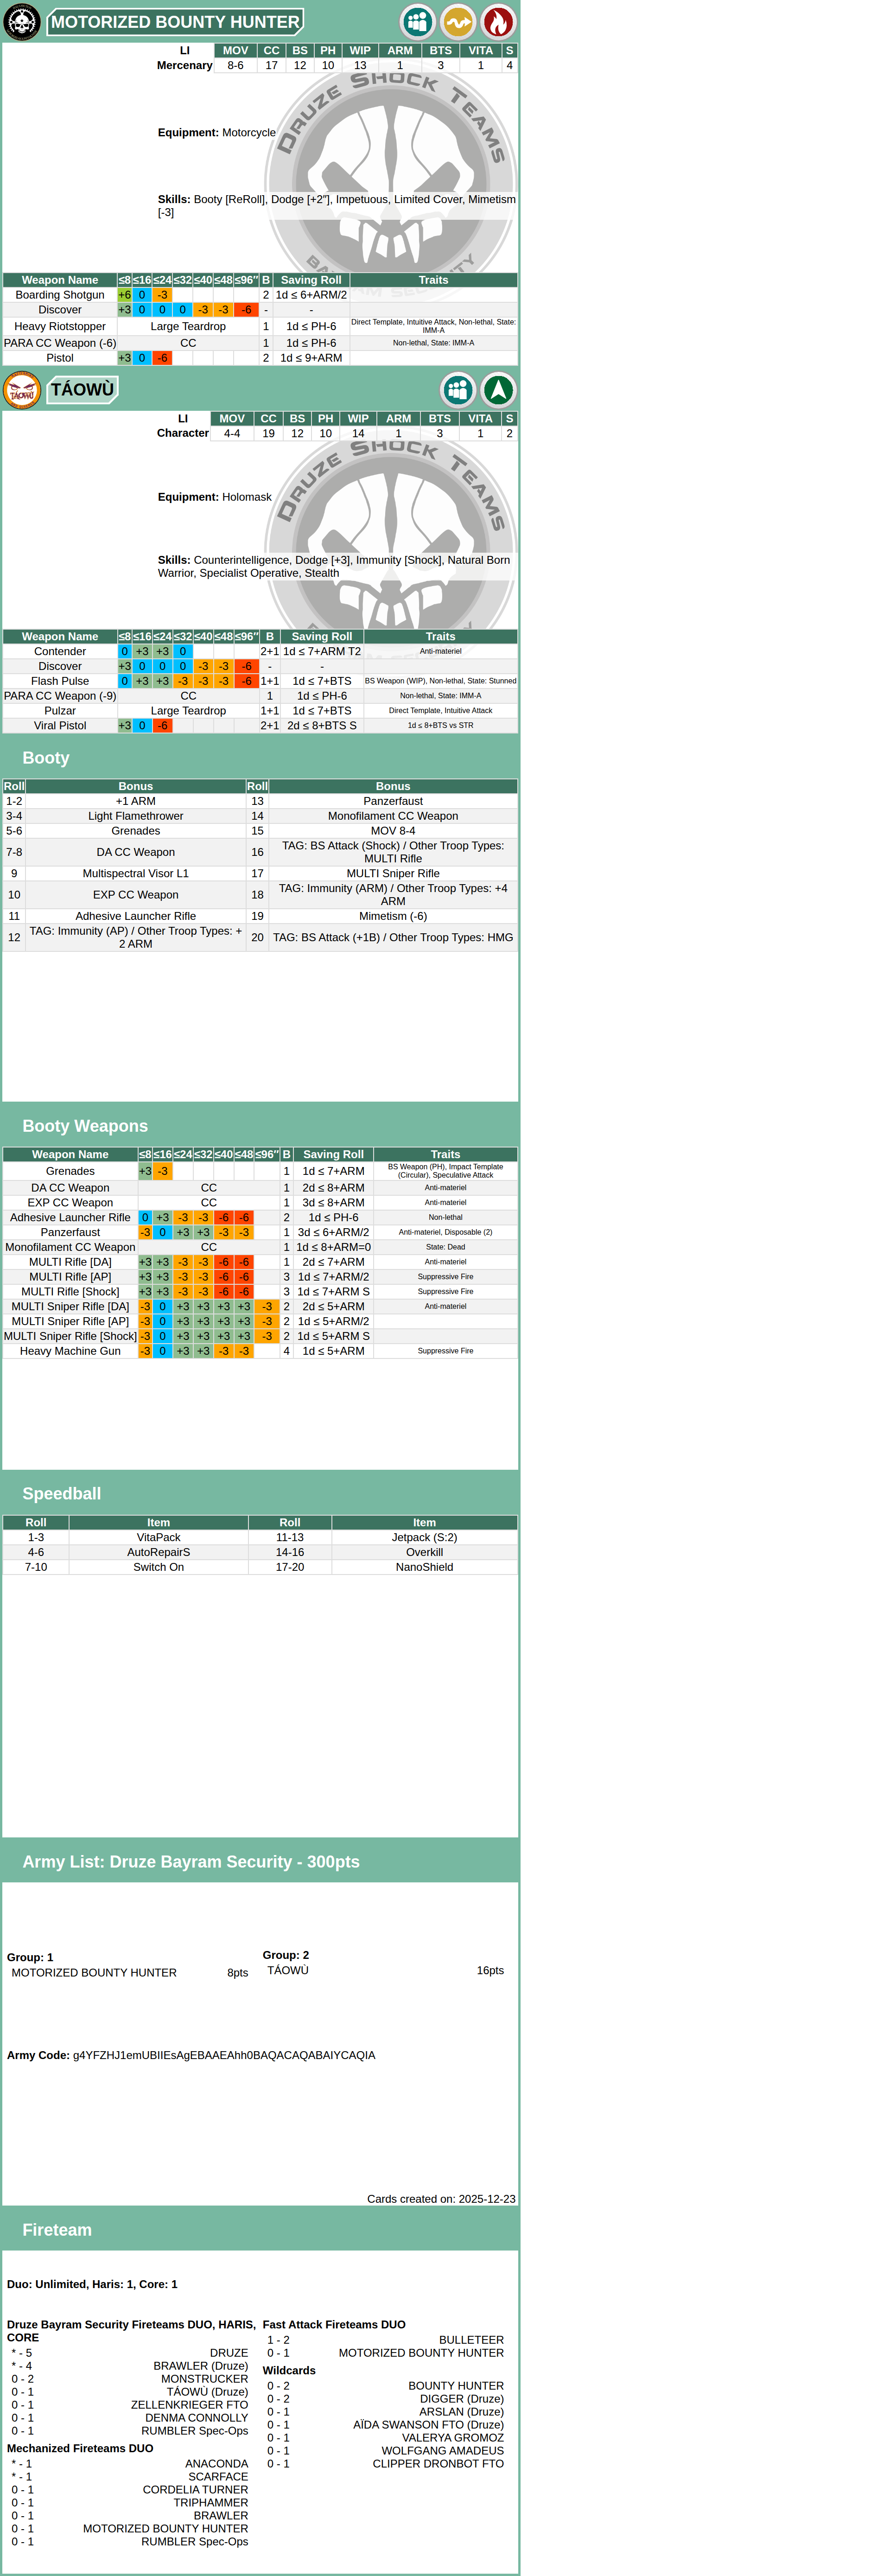 MOTORIZED BOUNTY HUNTER
LI MOV CC BS PH WIP ARM BTS VITA S
Mercenary 8-6 17 12 10 13 1 3 1 4
DRUZE SHOCK TEAMS
Equipment: Motorcycle
Skills: Booty [ReRoll], Dodge [+2″], Impetuous, Limited Cover, Mimetism
[-3]
Weapon Name ≤8 ≤16 ≤24 ≤32 ≤40 ≤48 ≤96″ B Saving Roll Traits
Boarding Shotgun +6 0 -3 2 1d ≤ 6+ARM/2
Discover +3 0 0 0 -3 -3 -6 - -
Heavy Riotstopper Large Teardrop 1 1d ≤ PH-6 Direct Template, Intuitive Attack, Non-lethal, State:
IMM-A
PARA CC Weapon (-6) CC 1 1d ≤ PH-6 Non-lethal, State: IMM-A
Pistol +3 0 -6 2 1d ≤ 9+ARM
TÁOWÙ
LI MOV CC BS PH WIP ARM BTS VITA S
Character 4-4 19 12 10 14 1 3 1 2
DRUZE SHOCK TEAMS
Equipment: Holomask
Skills: Counterintelligence, Dodge [+3], Immunity [Shock], Natural Born
Warrior, Specialist Operative, Stealth
Weapon Name ≤8 ≤16 ≤24 ≤32 ≤40 ≤48 ≤96″ B Saving Roll Traits
Contender 0 +3 +3 0 2+1 1d ≤ 7+ARM T2 Anti-materiel
Discover +3 0 0 0 -3 -3 -6 - -
Flash Pulse 0 +3 +3 -3 -3 -3 -6 1+1 1d ≤ 7+BTS BS Weapon (WIP), Non-lethal, State: Stunned
PARA CC Weapon (-9) CC 1 1d ≤ PH-6 Non-lethal, State: IMM-A
Pulzar Large Teardrop 1+1 1d ≤ 7+BTS Direct Template, Intuitive Attack
Viral Pistol +3 0 -6 2+1 2d ≤ 8+BTS S 1d ≤ 8+BTS vs STR
Booty
Roll Bonus Roll Bonus
1-2 +1 ARM 13 Panzerfaust
3-4 Light Flamethrower 14 Monofilament CC Weapon
5-6 Grenades 15 MOV 8-4
7-8 DA CC Weapon 16 TAG: BS Attack (Shock) / Other Troop Types:
MULTI Rifle
9 Multispectral Visor L1 17 MULTI Sniper Rifle
10 EXP CC Weapon 18 TAG: Immunity (ARM) / Other Troop Types: +4
ARM
11 Adhesive Launcher Rifle 19 Mimetism (-6)
12 TAG: Immunity (AP) / Other Troop Types: +
2 ARM 20 TAG: BS Attack (+1B) / Other Troop Types: HMG
Booty Weapons
Weapon Name ≤8 ≤16 ≤24 ≤32 ≤40 ≤48 ≤96″ B Saving Roll Traits
Grenades +3 -3 1 1d ≤ 7+ARM BS Weapon (PH), Impact Template
(Circular), Speculative Attack
DA CC Weapon CC 1 2d ≤ 8+ARM Anti-materiel
EXP CC Weapon CC 1 3d ≤ 8+ARM Anti-materiel
Adhesive Launcher Rifle 0 +3 -3 -3 -6 -6 2 1d ≤ PH-6 Non-lethal
Panzerfaust -3 0 +3 +3 -3 -3 1 3d ≤ 6+ARM/2 Anti-materiel, Disposable (2)
Monofilament CC Weapon CC 1 1d ≤ 8+ARM=0 State: Dead
MULTI Rifle [DA] +3 +3 -3 -3 -6 -6 1 2d ≤ 7+ARM Anti-materiel
MULTI Rifle [AP] +3 +3 -3 -3 -6 -6 3 1d ≤ 7+ARM/2 Suppressive Fire
MULTI Rifle [Shock] +3 +3 -3 -3 -6 -6 3 1d ≤ 7+ARM S Suppressive Fire
MULTI Sniper Rifle [DA] -3 0 +3 +3 +3 +3 -3 2 2d ≤ 5+ARM Anti-materiel
MULTI Sniper Rifle [AP] -3 0 +3 +3 +3 +3 -3 2 1d ≤ 5+ARM/2
MULTI Sniper Rifle [Shock] -3 0 +3 +3 +3 +3 -3 2 1d ≤ 5+ARM S
Heavy Machine Gun -3 0 +3 +3 -3 -3 4 1d ≤ 5+ARM Suppressive Fire
Speedball
Roll Item Roll Item
1-3 VitaPack 11-13 Jetpack (S:2)
4-6 AutoRepairS 14-16 Overkill
7-10 Switch On 17-20 NanoShield
Army List: Druze Bayram Security - 300pts
Group: 1
MOTORIZED BOUNTY HUNTER 8pts
Group: 2
TÁOWÙ 16pts
Army Code: g4YFZHJ1emUBIIEsAgEBAAEAhh0BAQACAQABAIYCAQIA
Cards created on: 2025-12-23
Fireteam
Duo: Unlimited, Haris: 1, Core: 1
Druze Bayram Security Fireteams DUO, HARIS,
CORE
* - 5 DRUZE
* - 4 BRAWLER (Druze)
0 - 2 MONSTRUCKER
0 - 1 TÁOWÙ (Druze)
0 - 1 ZELLENKRIEGER FTO
0 - 1 DENMA CONNOLLY
0 - 1 RUMBLER Spec-Ops
Mechanized Fireteams DUO
* - 1 ANACONDA
* - 1 SCARFACE
0 - 1 CORDELIA TURNER
0 - 1 TRIPHAMMER
0 - 1 BRAWLER
0 - 1 MOTORIZED BOUNTY HUNTER
0 - 1 RUMBLER Spec-Ops
Fast Attack Fireteams DUO
1 - 2 BULLETEER
0 - 1 MOTORIZED BOUNTY HUNTER
Wildcards
0 - 2 BOUNTY HUNTER
0 - 2 DIGGER (Druze)
0 - 1 ARSLAN (Druze)
0 - 1 AÏDA SWANSON FTO (Druze)
0 - 1 VALERYA GROMOZ
0 - 1 WOLFGANG AMADEUS
0 - 1 CLIPPER DRONBOT FTO